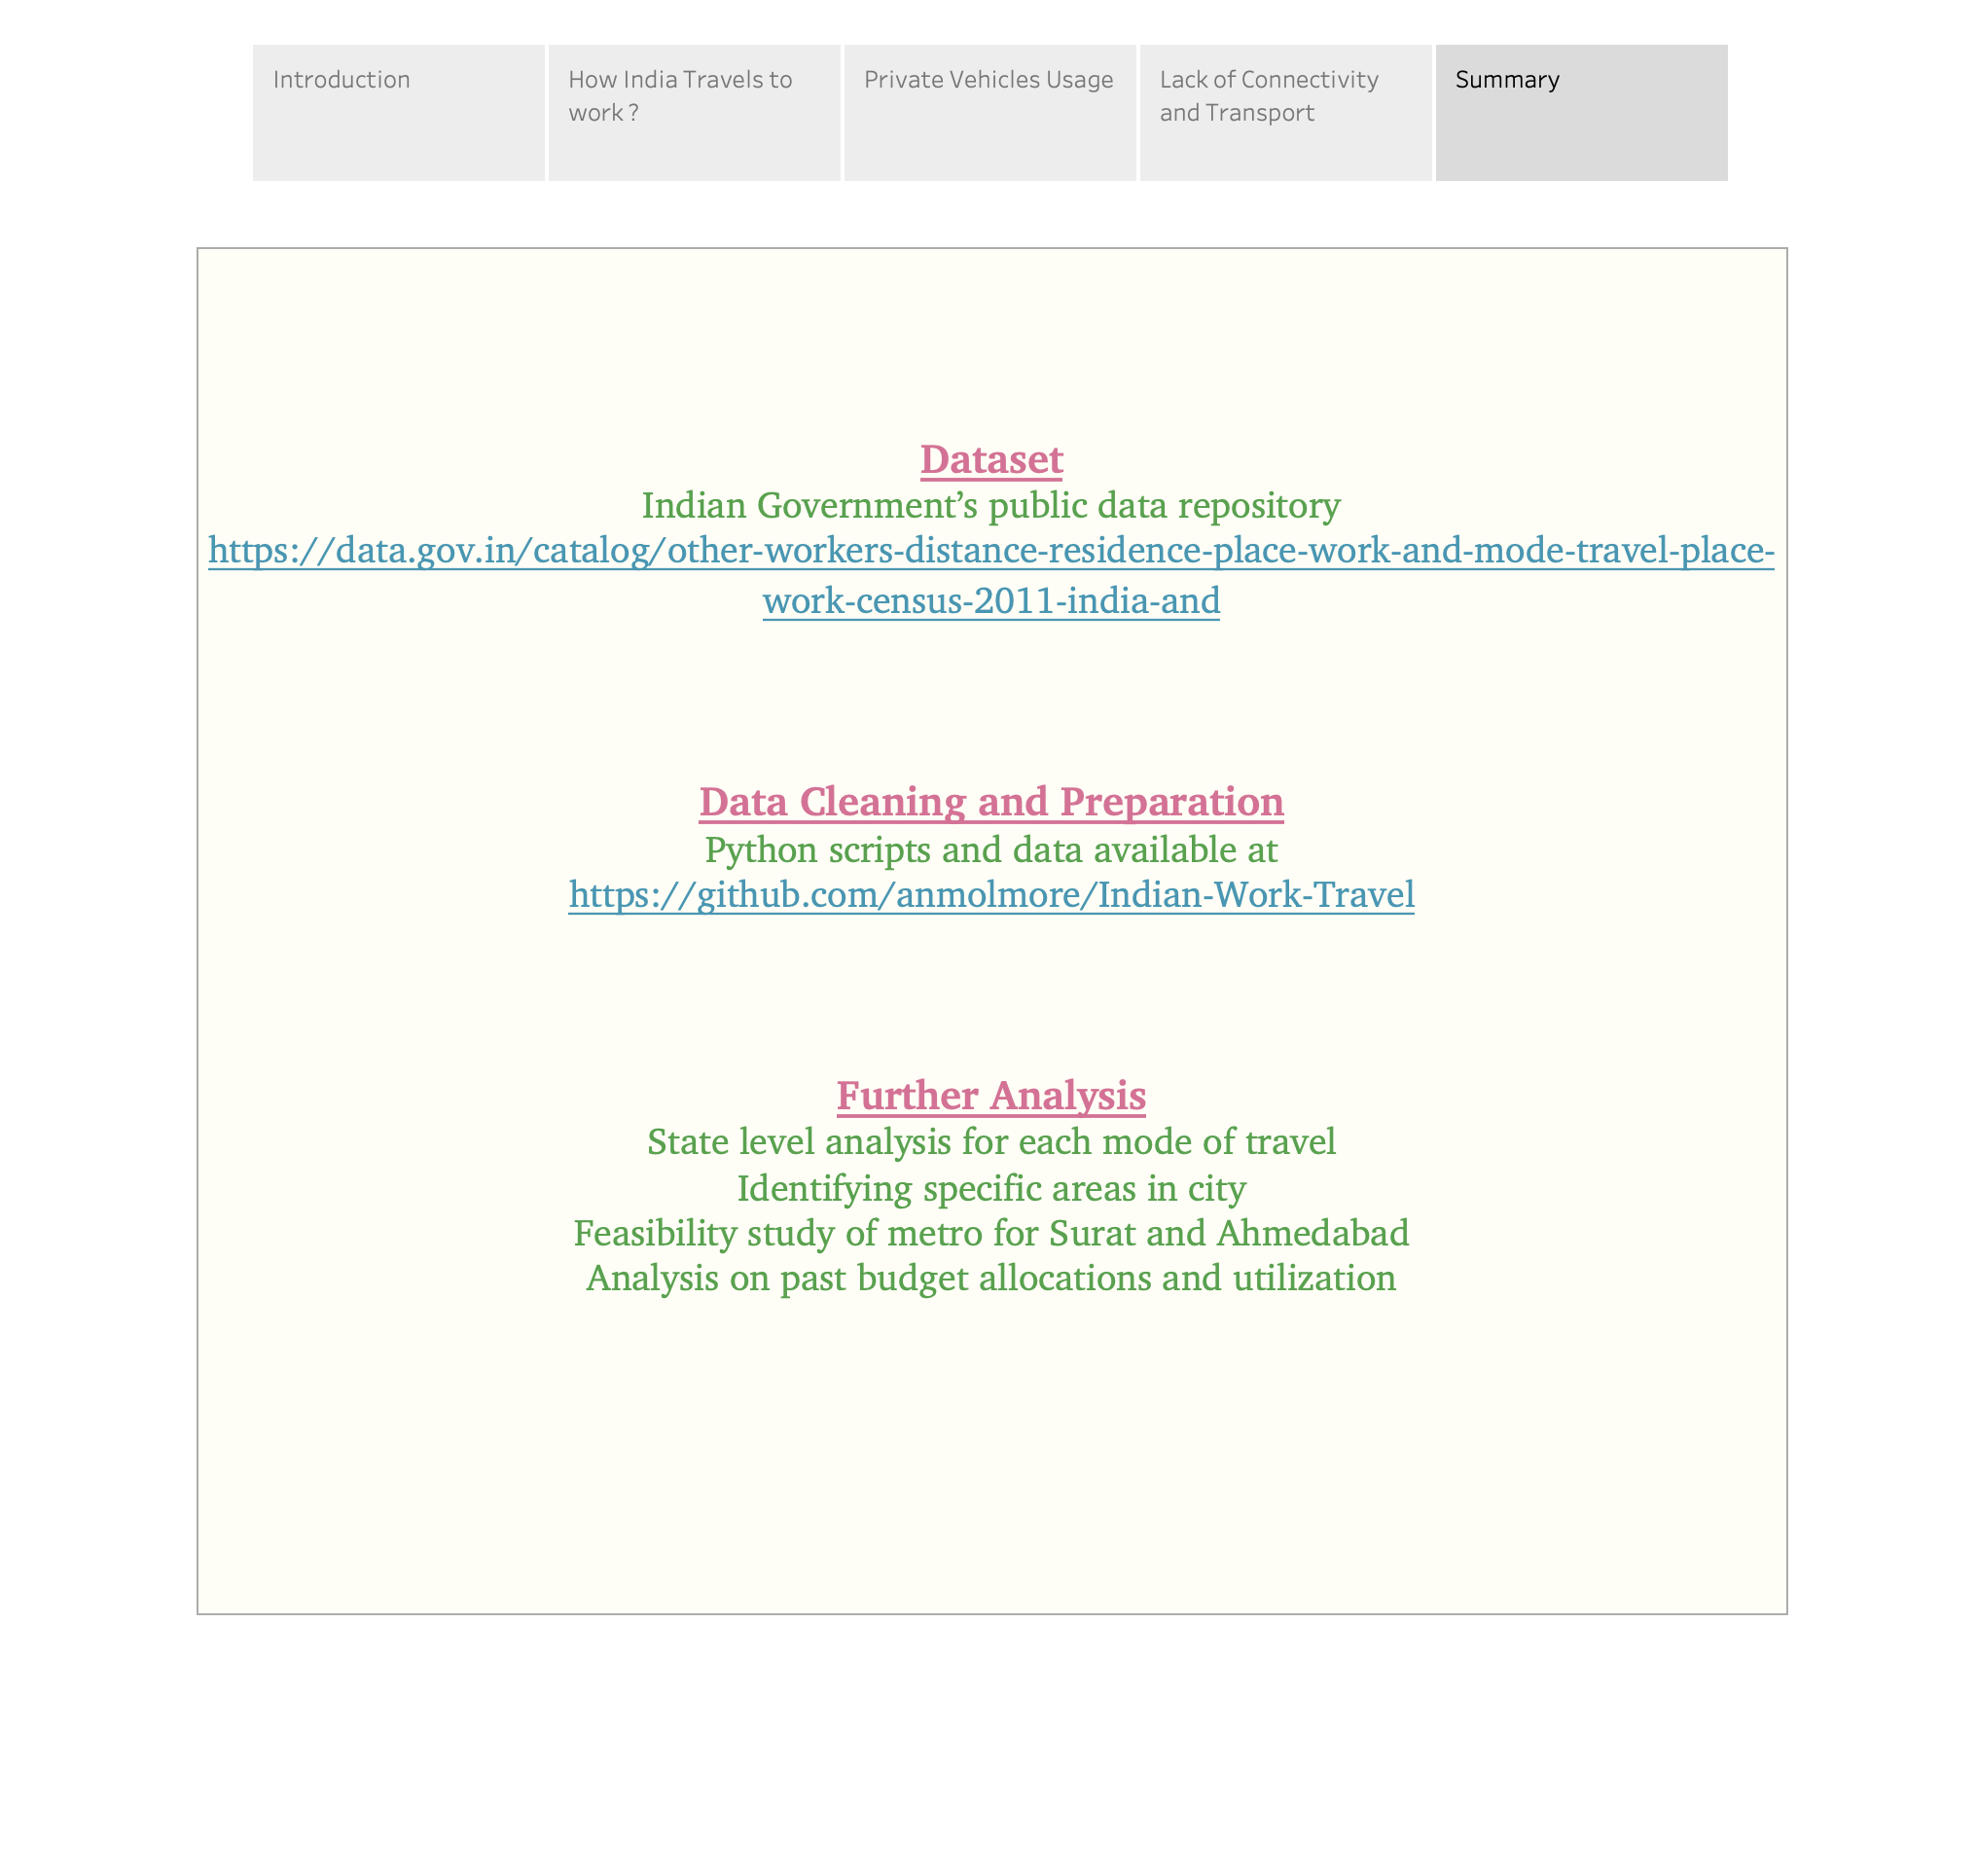 Introduction
How India Travels to
work ?
Private Vehicles Usage
Lack of Connectivity
and Transport
Summary
Dataset
Indian Government’s public data repository
https://data.gov.in/catalog/other-workers-distance-residence-place-work-and-mode-travel-place-
work-census-2011-india-and
Data Cleaning and Preparation
Python scripts and data available at
https://github.com/anmolmore/Indian-Work-Travel
Further Analysis
State level analysis for each mode of travel
Identifying specific areas in city
Feasibility study of metro for Surat and Ahmedabad
Analysis on past budget allocations and utilization